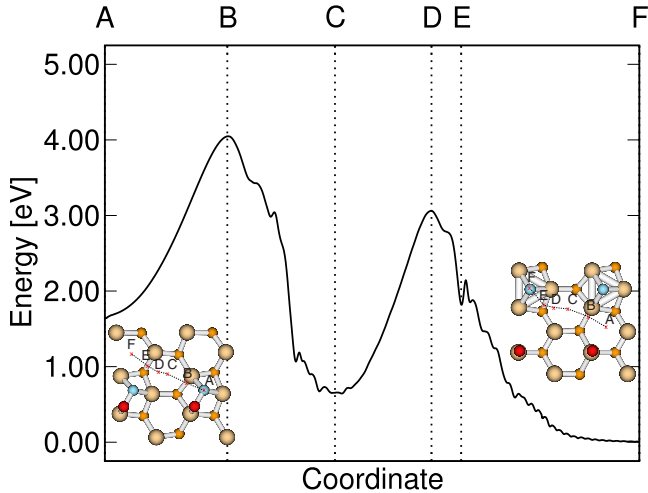 A B C D E F
5.00
4.00
3.00
2.00
1.00
0.00
Energy [eV]
Coordinate
F E D C B A
F E D C B A